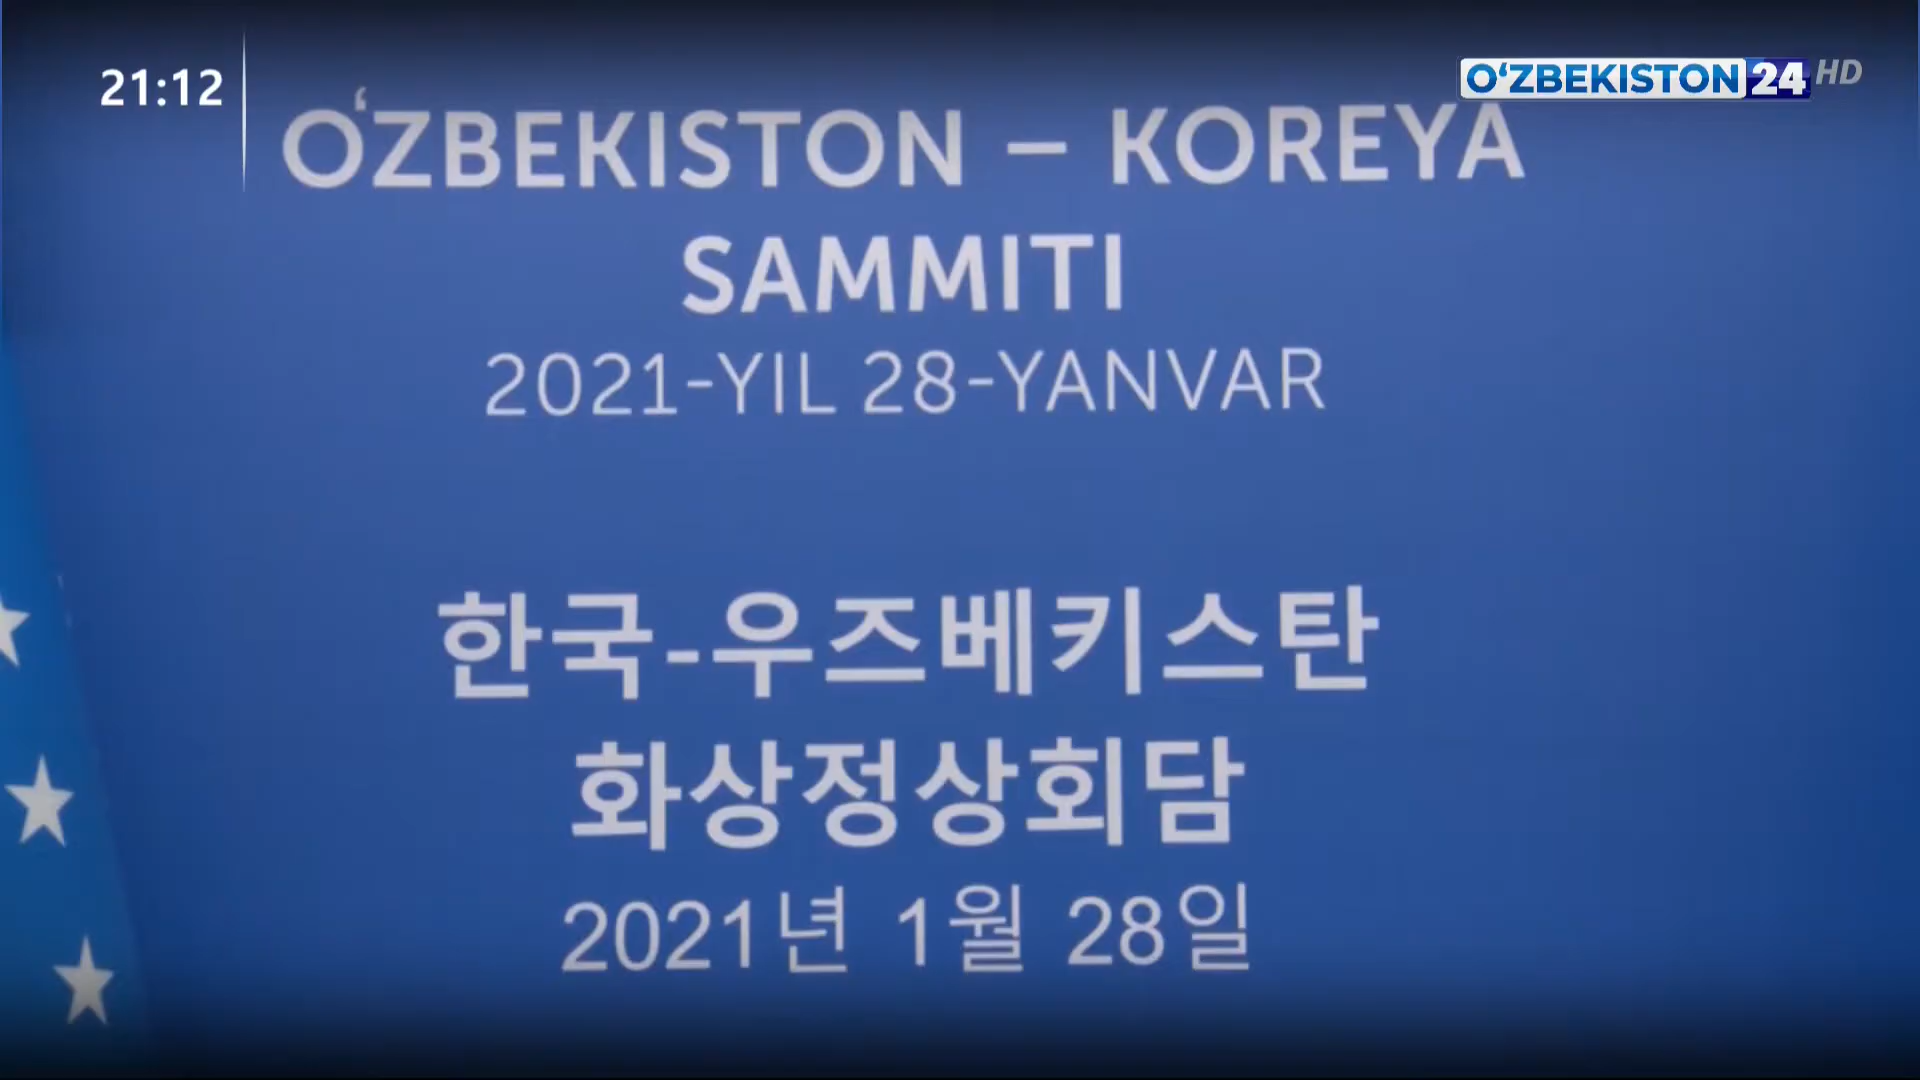 21:12
O‘ZBEKISTON 24 HD
O‘ZBEKISTON – KOREYA
SAMMITI
2021-YIL 28-YANVAR
한국-우즈베키스탄
화상정상회담
2021년 1월 28일